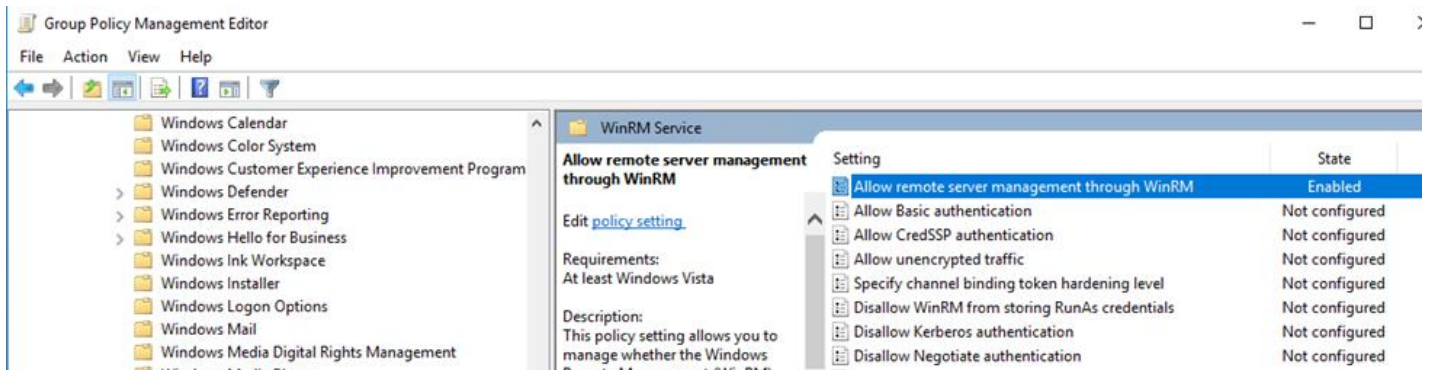 Group Policy Management Editor
File Action View Help
Windows Calendar
Windows Color System
Windows Customer Experience Improvement Program
Windows Defender
Windows Error Reporting
Windows Hello for Business
Windows Ink Workspace
Windows Installer
Windows Logon Options
Windows Mail
Windows Media Digital Rights Management
WinRM Service
Allow remote server management
through WinRM
Edit policy setting
Requirements:
At least Windows Vista
Description:
This policy setting allows you to
manage whether the Windows
Setting State
Allow remote server management through WinRM Enabled
Allow Basic authentication Not configured
Allow CredSSP authentication Not configured
Allow unencrypted traffic Not configured
Specify channel binding token hardening level Not configured
Disallow WinRM from storing RunAs credentials Not configured
Disallow Kerberos authentication Not configured
Disallow Negotiate authentication Not configured